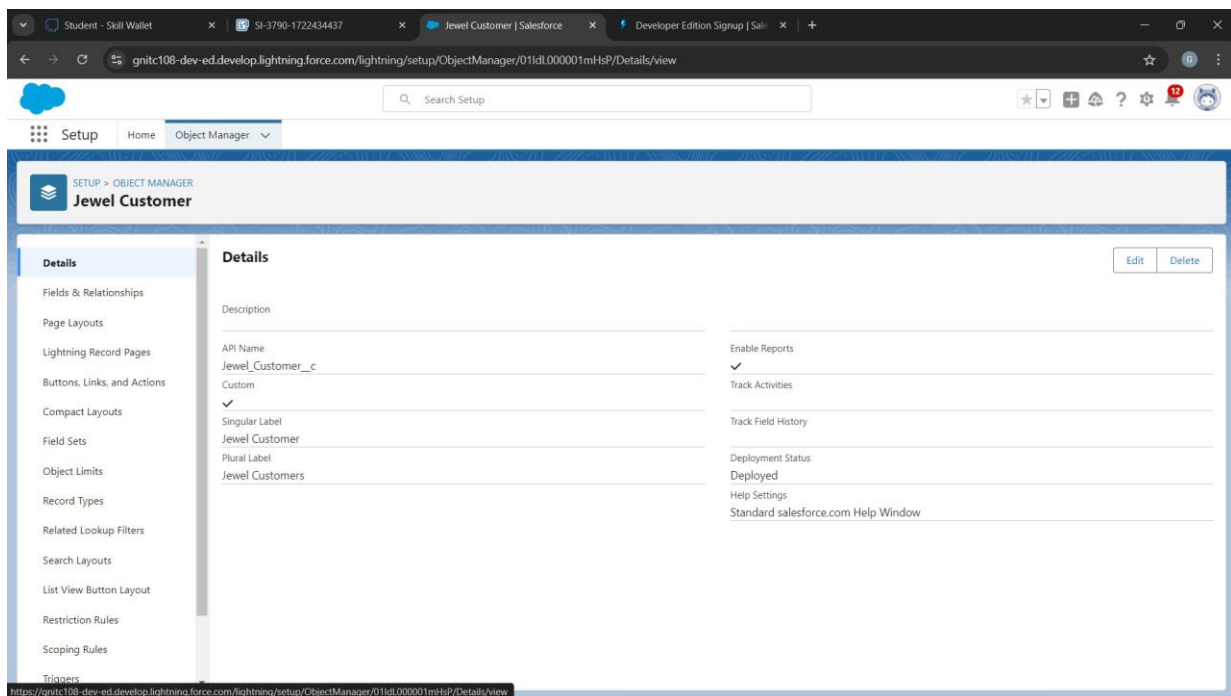 Student - Skill Wallet
SI-3790-1722434437
Jewel Customer | Salesforce
Developer Edition Signup | Sale
gnitc108-dev-ed.develop.lightning.force.com/lightning/setup/ObjectManager/01IdL000001mHsP/Details/view
G
Search Setup
12
Setup
Home
Object Manager
SETUP > OBJECT MANAGER
Jewel Customer
Details
Fields & Relationships
Page Layouts
Lightning Record Pages
Buttons, Links, and Actions
Compact Layouts
Field Sets
Object Limits
Record Types
Related Lookup Filters
Search Layouts
List View Button Layout
Restriction Rules
Scoping Rules
Triggers
Details
Edit
Delete
Description
API Name
Jewel_Customer__c
Custom
Singular Label
Jewel Customer
Plural Label
Jewel Customers
Enable Reports
Track Activities
Track Field History
Deployment Status
Deployed
Help Settings
Standard salesforce.com Help Window
https://gnitc108-dev-ed.develop.lightning.force.com/lightning/setup/ObjectManager/01IdL000001mHsP/Details/view